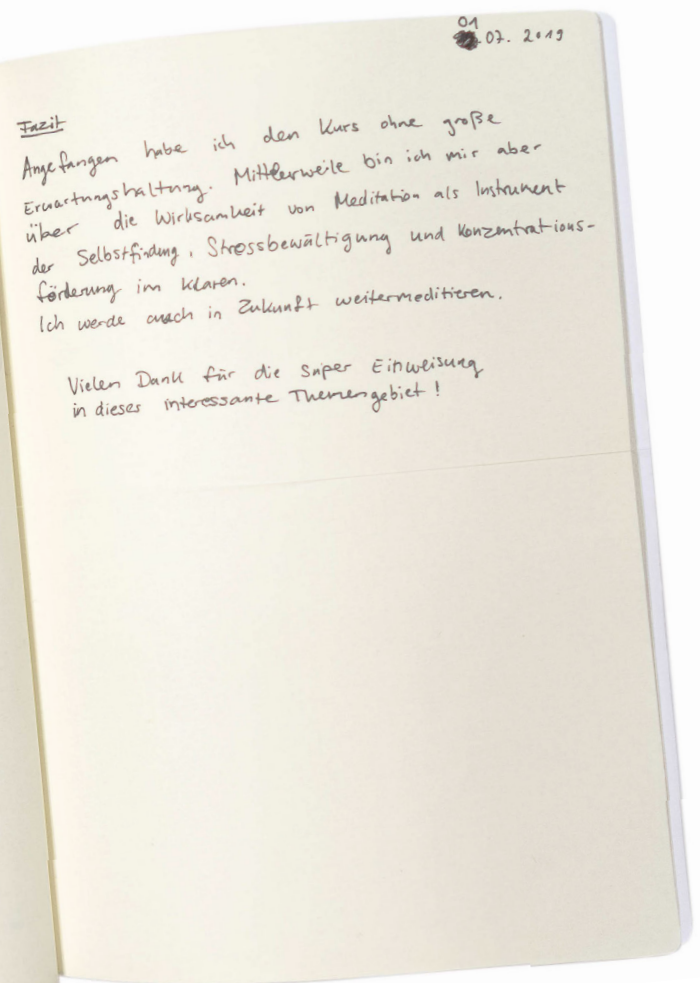 01.07.2019
Fazit
Angefangen habe ich den Kurs ohne große
Erwartungshaltung. Mittlerweile bin ich mir aber
über die Wirksamkeit von Meditation als Instrument
der Selbstfindung, Stressbewältigung und Konzentrations-
förderung im klaren.
Ich werde auch in Zukunft weitermeditieren.
Vielen Dank für die super Einweisung
in dieses interessante Themengebiet!